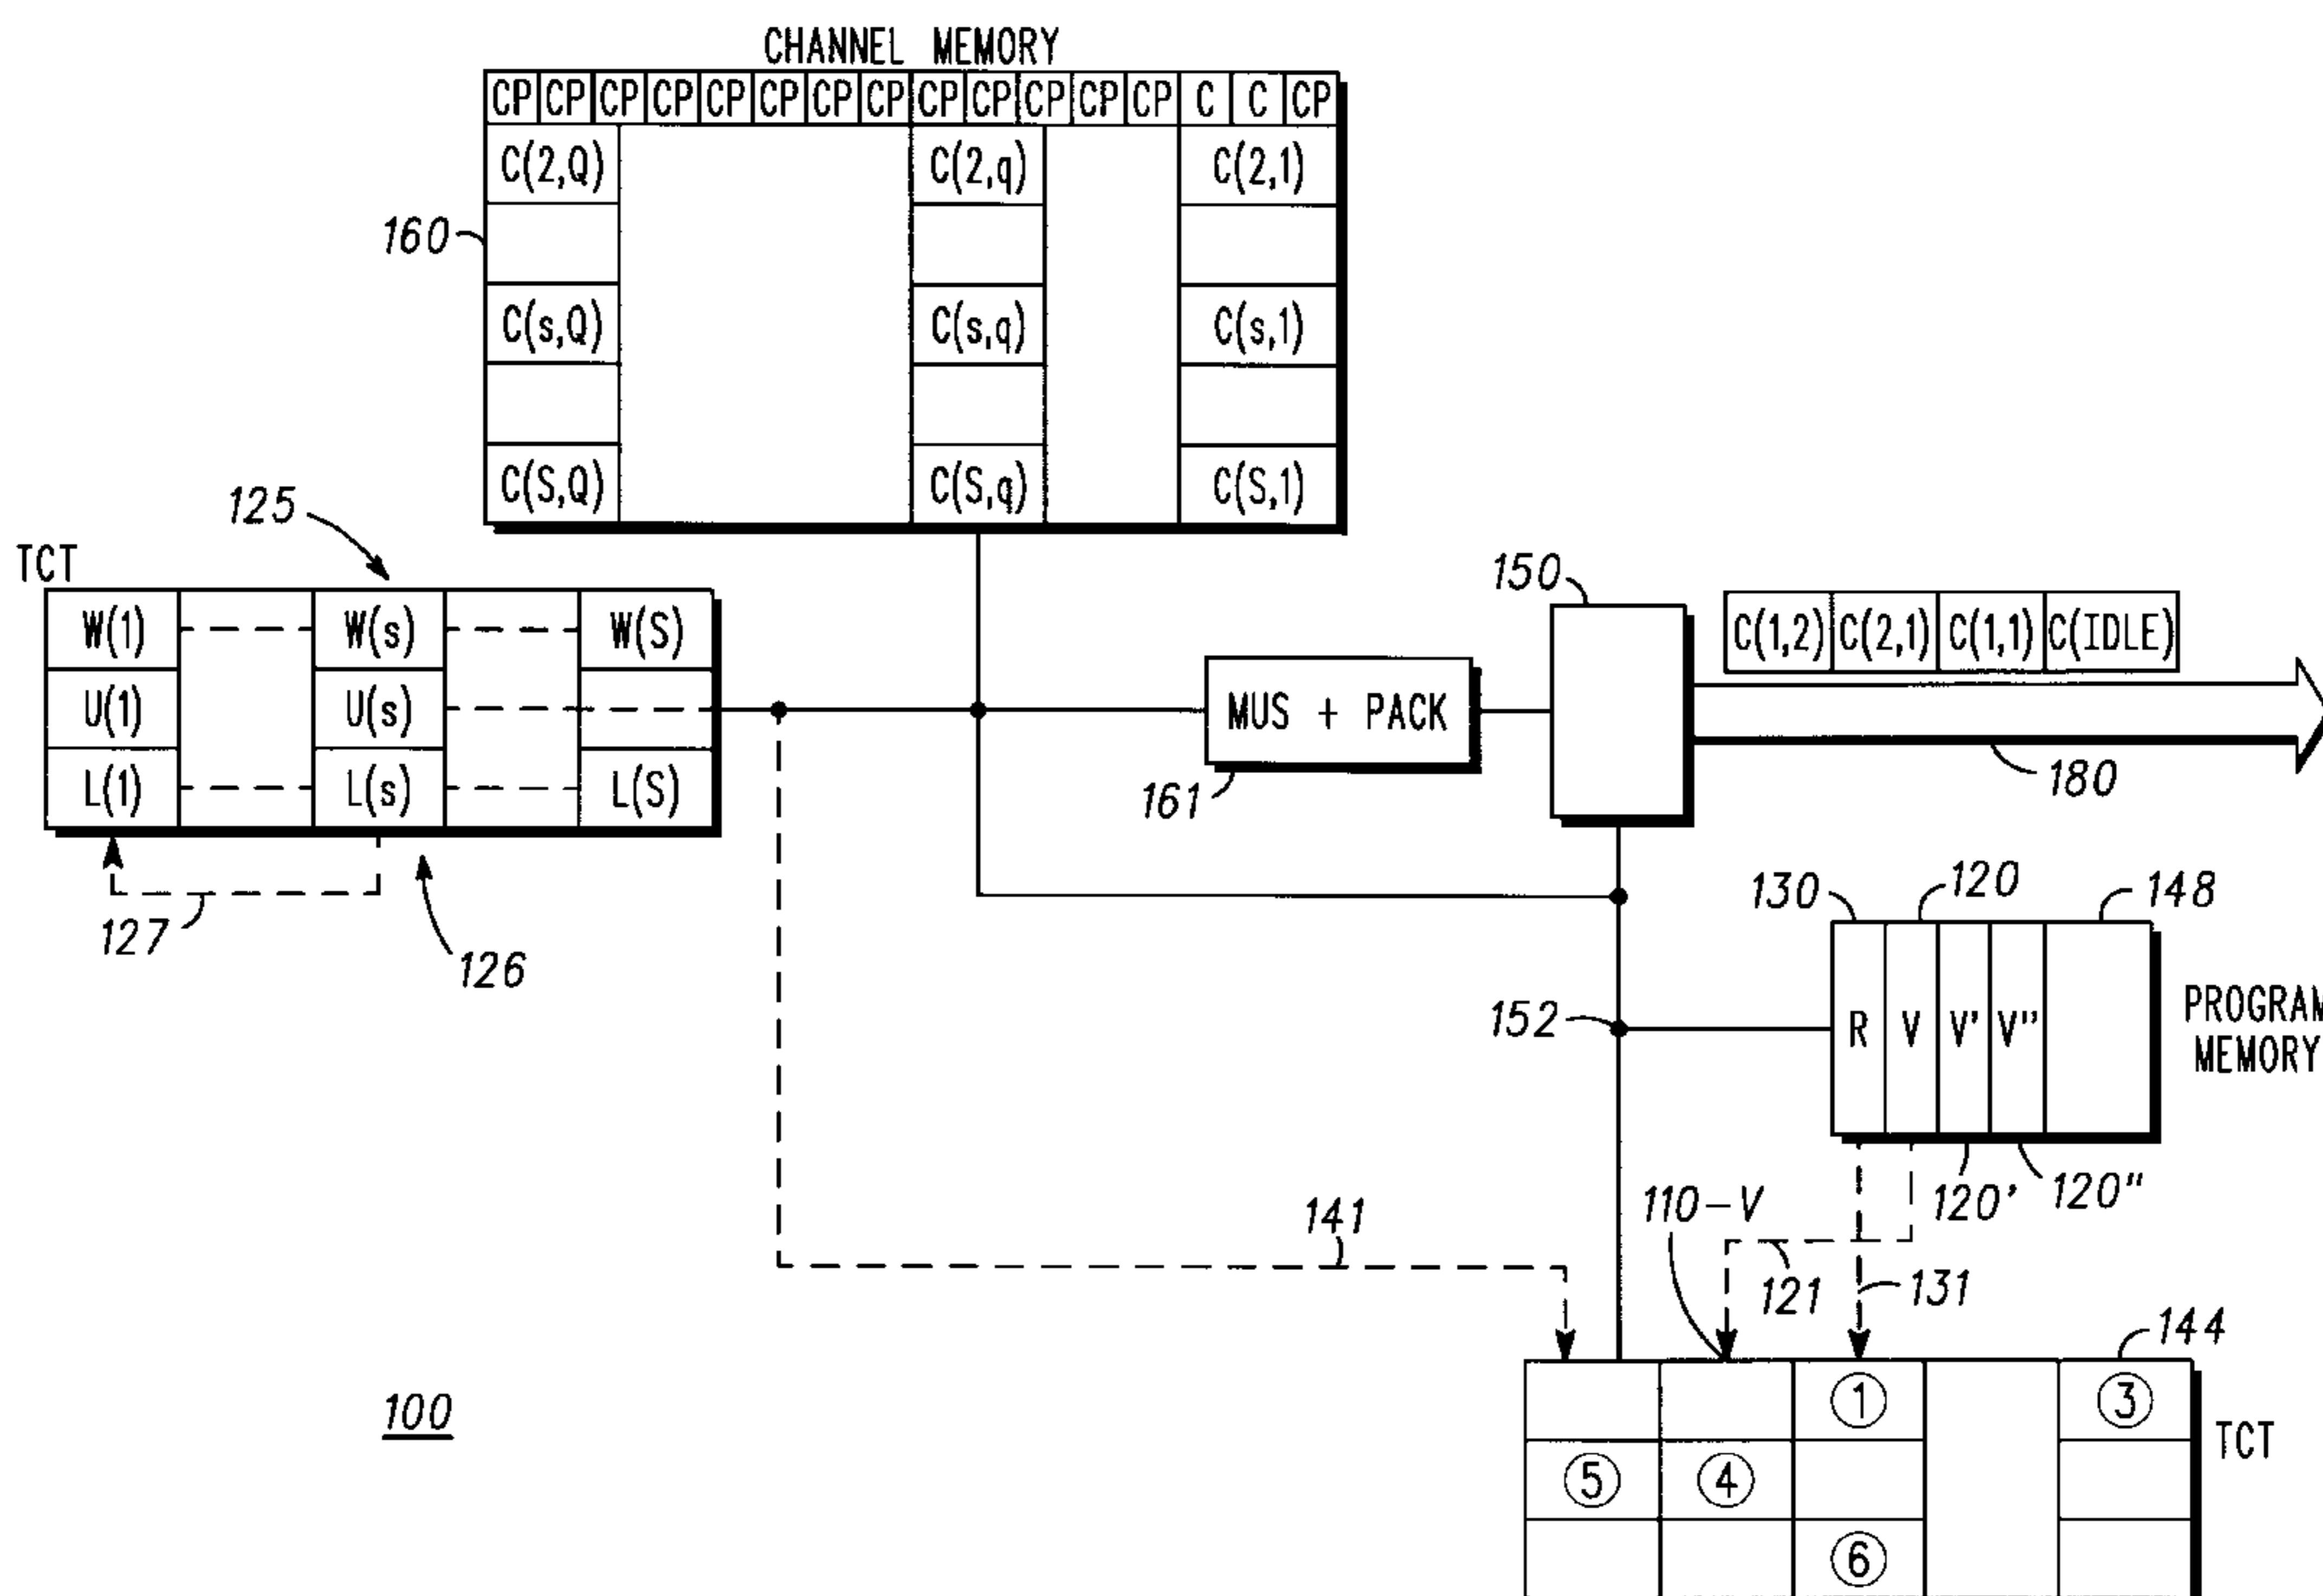 CHANNEL MEMORY
CP CP CP CP CP CP CP CP CP CP CP CP CP C C CP
C(2,Q) C(2,q) C(2,1)
160
C(s,Q) C(s,q) C(s,1)
C(S,Q) C(S,q) C(S,1)
125
TCT
150
W(1) W(s) W(S)
C(1,2) C(2,1) C(1,1) C(IDLE)
U(1) U(s)
MUS + PACK
L(1) L(s) L(S)
161
180
130 120 148
127
126
152
R V V' V"
PROGRAM
MEMORY
120' 120"
110-V
141
121
131
144
100
1 3
TCT
5 4
6